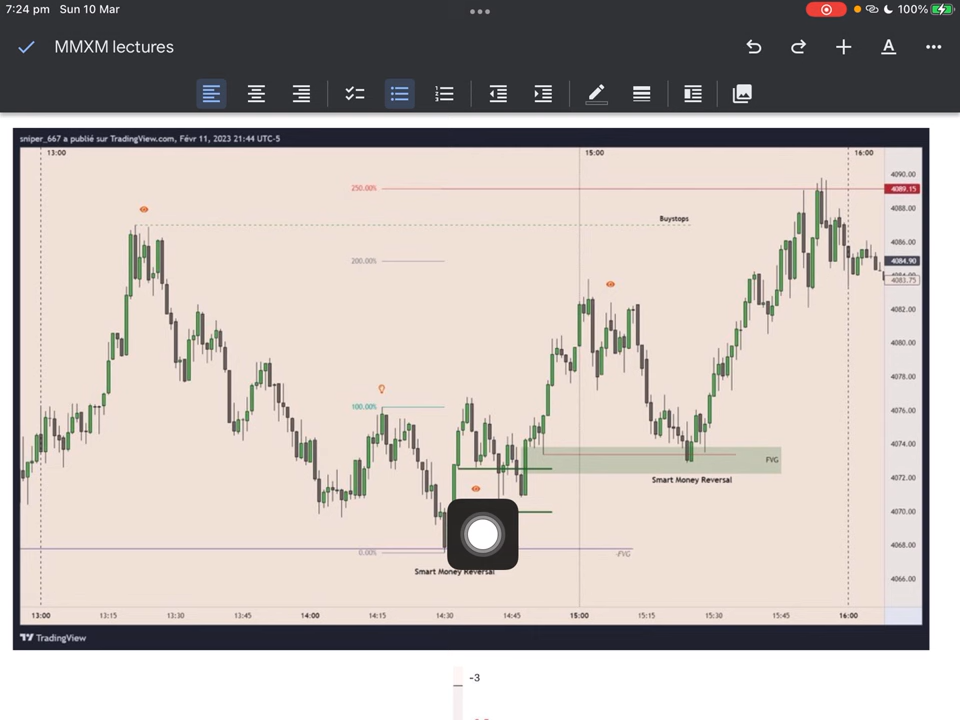 7:24 pm Sun 10 Mar
100%
MMXM lectures
sniper_667 a publié sur TradingView.com, Févr 11, 2023 21:44 UTC-5
13:00 15:00 16:00
4090.00
250.00% 4089.15
4088.00
Buystops
4086.00
200.00% 4084.90
4083.75
4082.00
4080.00
4078.00
100.00% 4076.00
4074.00
FVG
4072.00
Smart Money Reversal
4070.00
4068.00
0.00% -FVG
Smart Money Reversal
4066.00
13:00 13:15 13:30 13:45 14:00 14:15 14:30 14:45 15:00 15:15 15:30 15:45 16:00
TradingView
-3